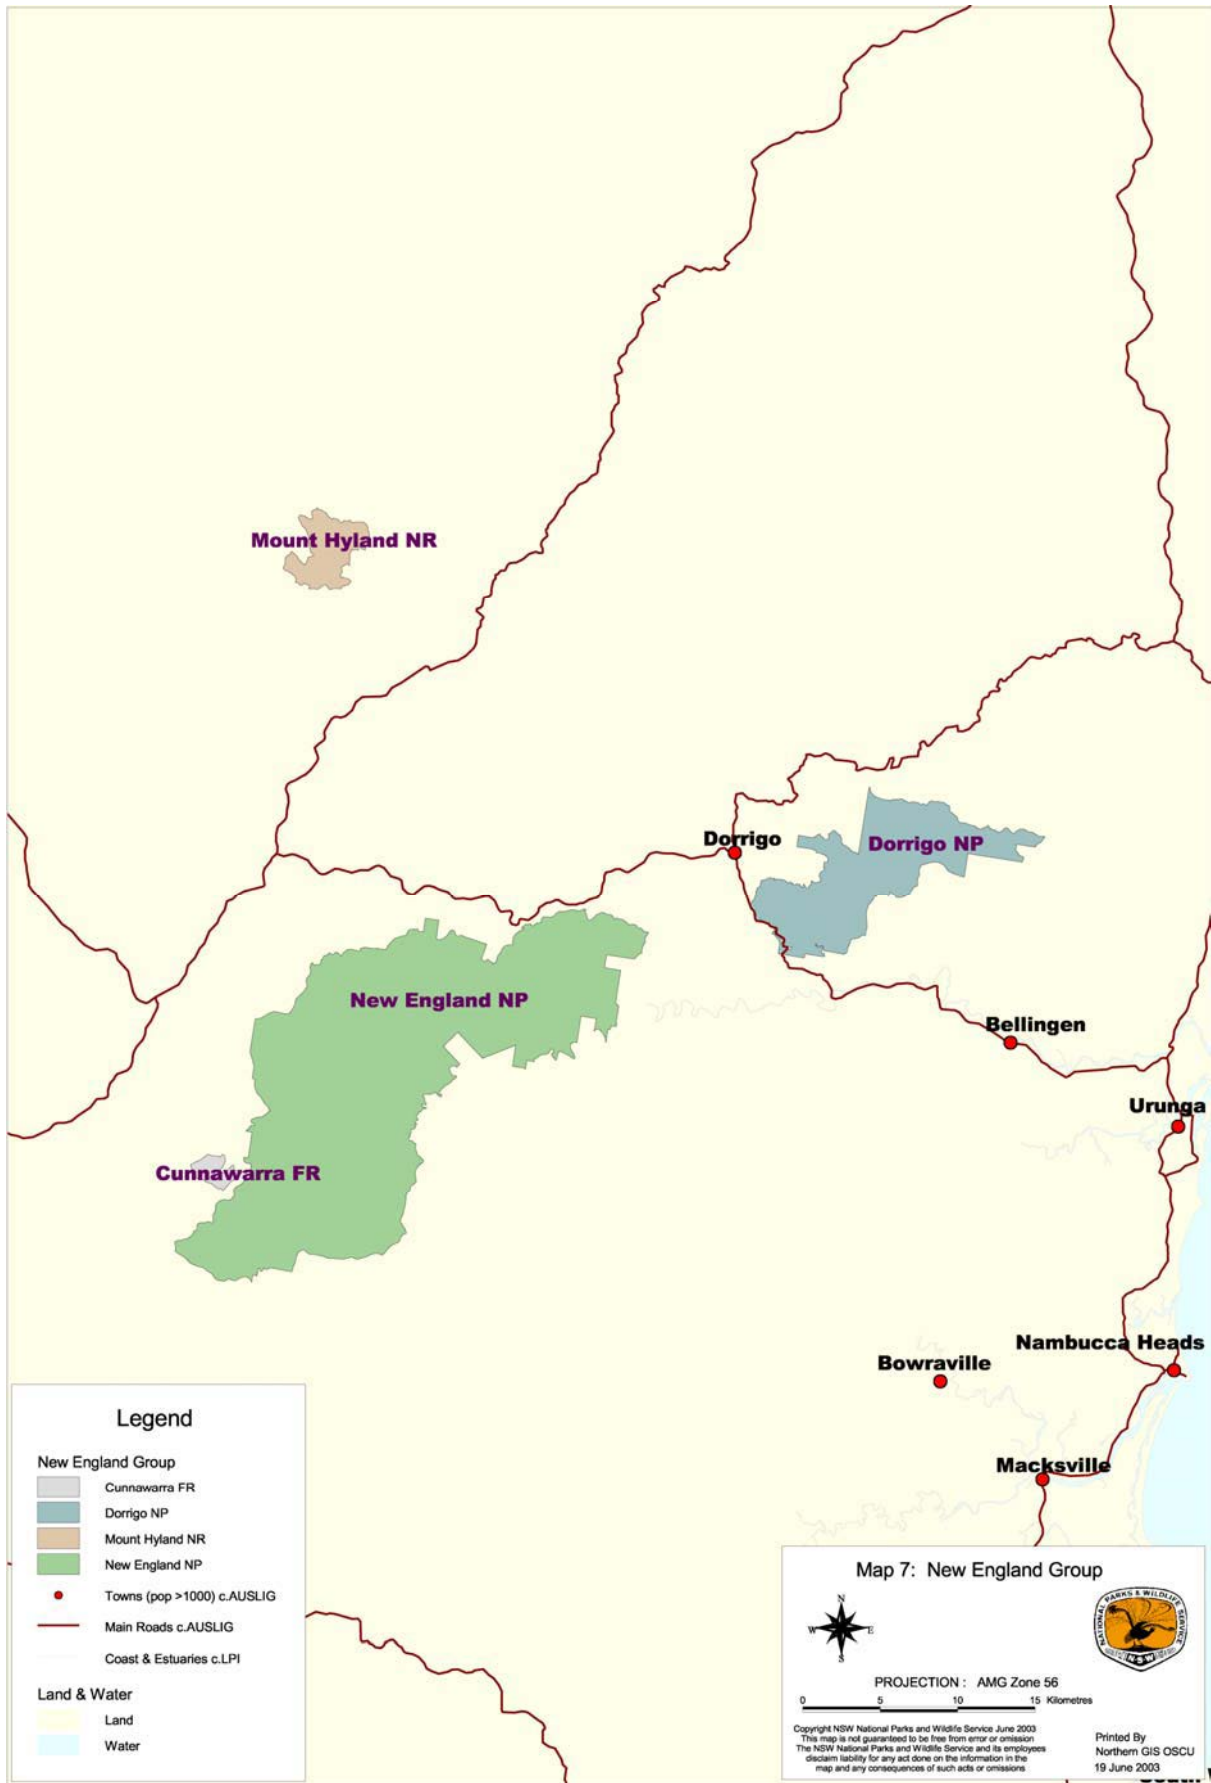 Mount Hyland NR
Dorrigo
Dorrigo NP
New England NP
Bellingen
Urunga
Cunnawarra FR
Nambucca Heads
Bowraville
Macksville
Legend
New England Group
Cunnawarra FR
Dorrigo NP
Mount Hyland NR
New England NP
Towns (pop >1000) c.AUSLIG
Main Roads c.AUSLIG
Coast & Estuaries c.LPI
Land & Water
Land
Water
Map 7: New England Group
N
W E
S
NATIONAL PARKS & WILDLIFE SERVICE
N·S·W
PROJECTION : AMG Zone 56
0 5 10 15 Kilometres
Copyright NSW National Parks and Wildlife Service June 2003
This map is not guaranteed to be free from error or omission
The NSW National Parks and Wildlife Service and its employees
disclaim liability for any act done on the information in the
map and any consequences of such acts or omissions
Printed By
Northern GIS OSCU
19 June 2003